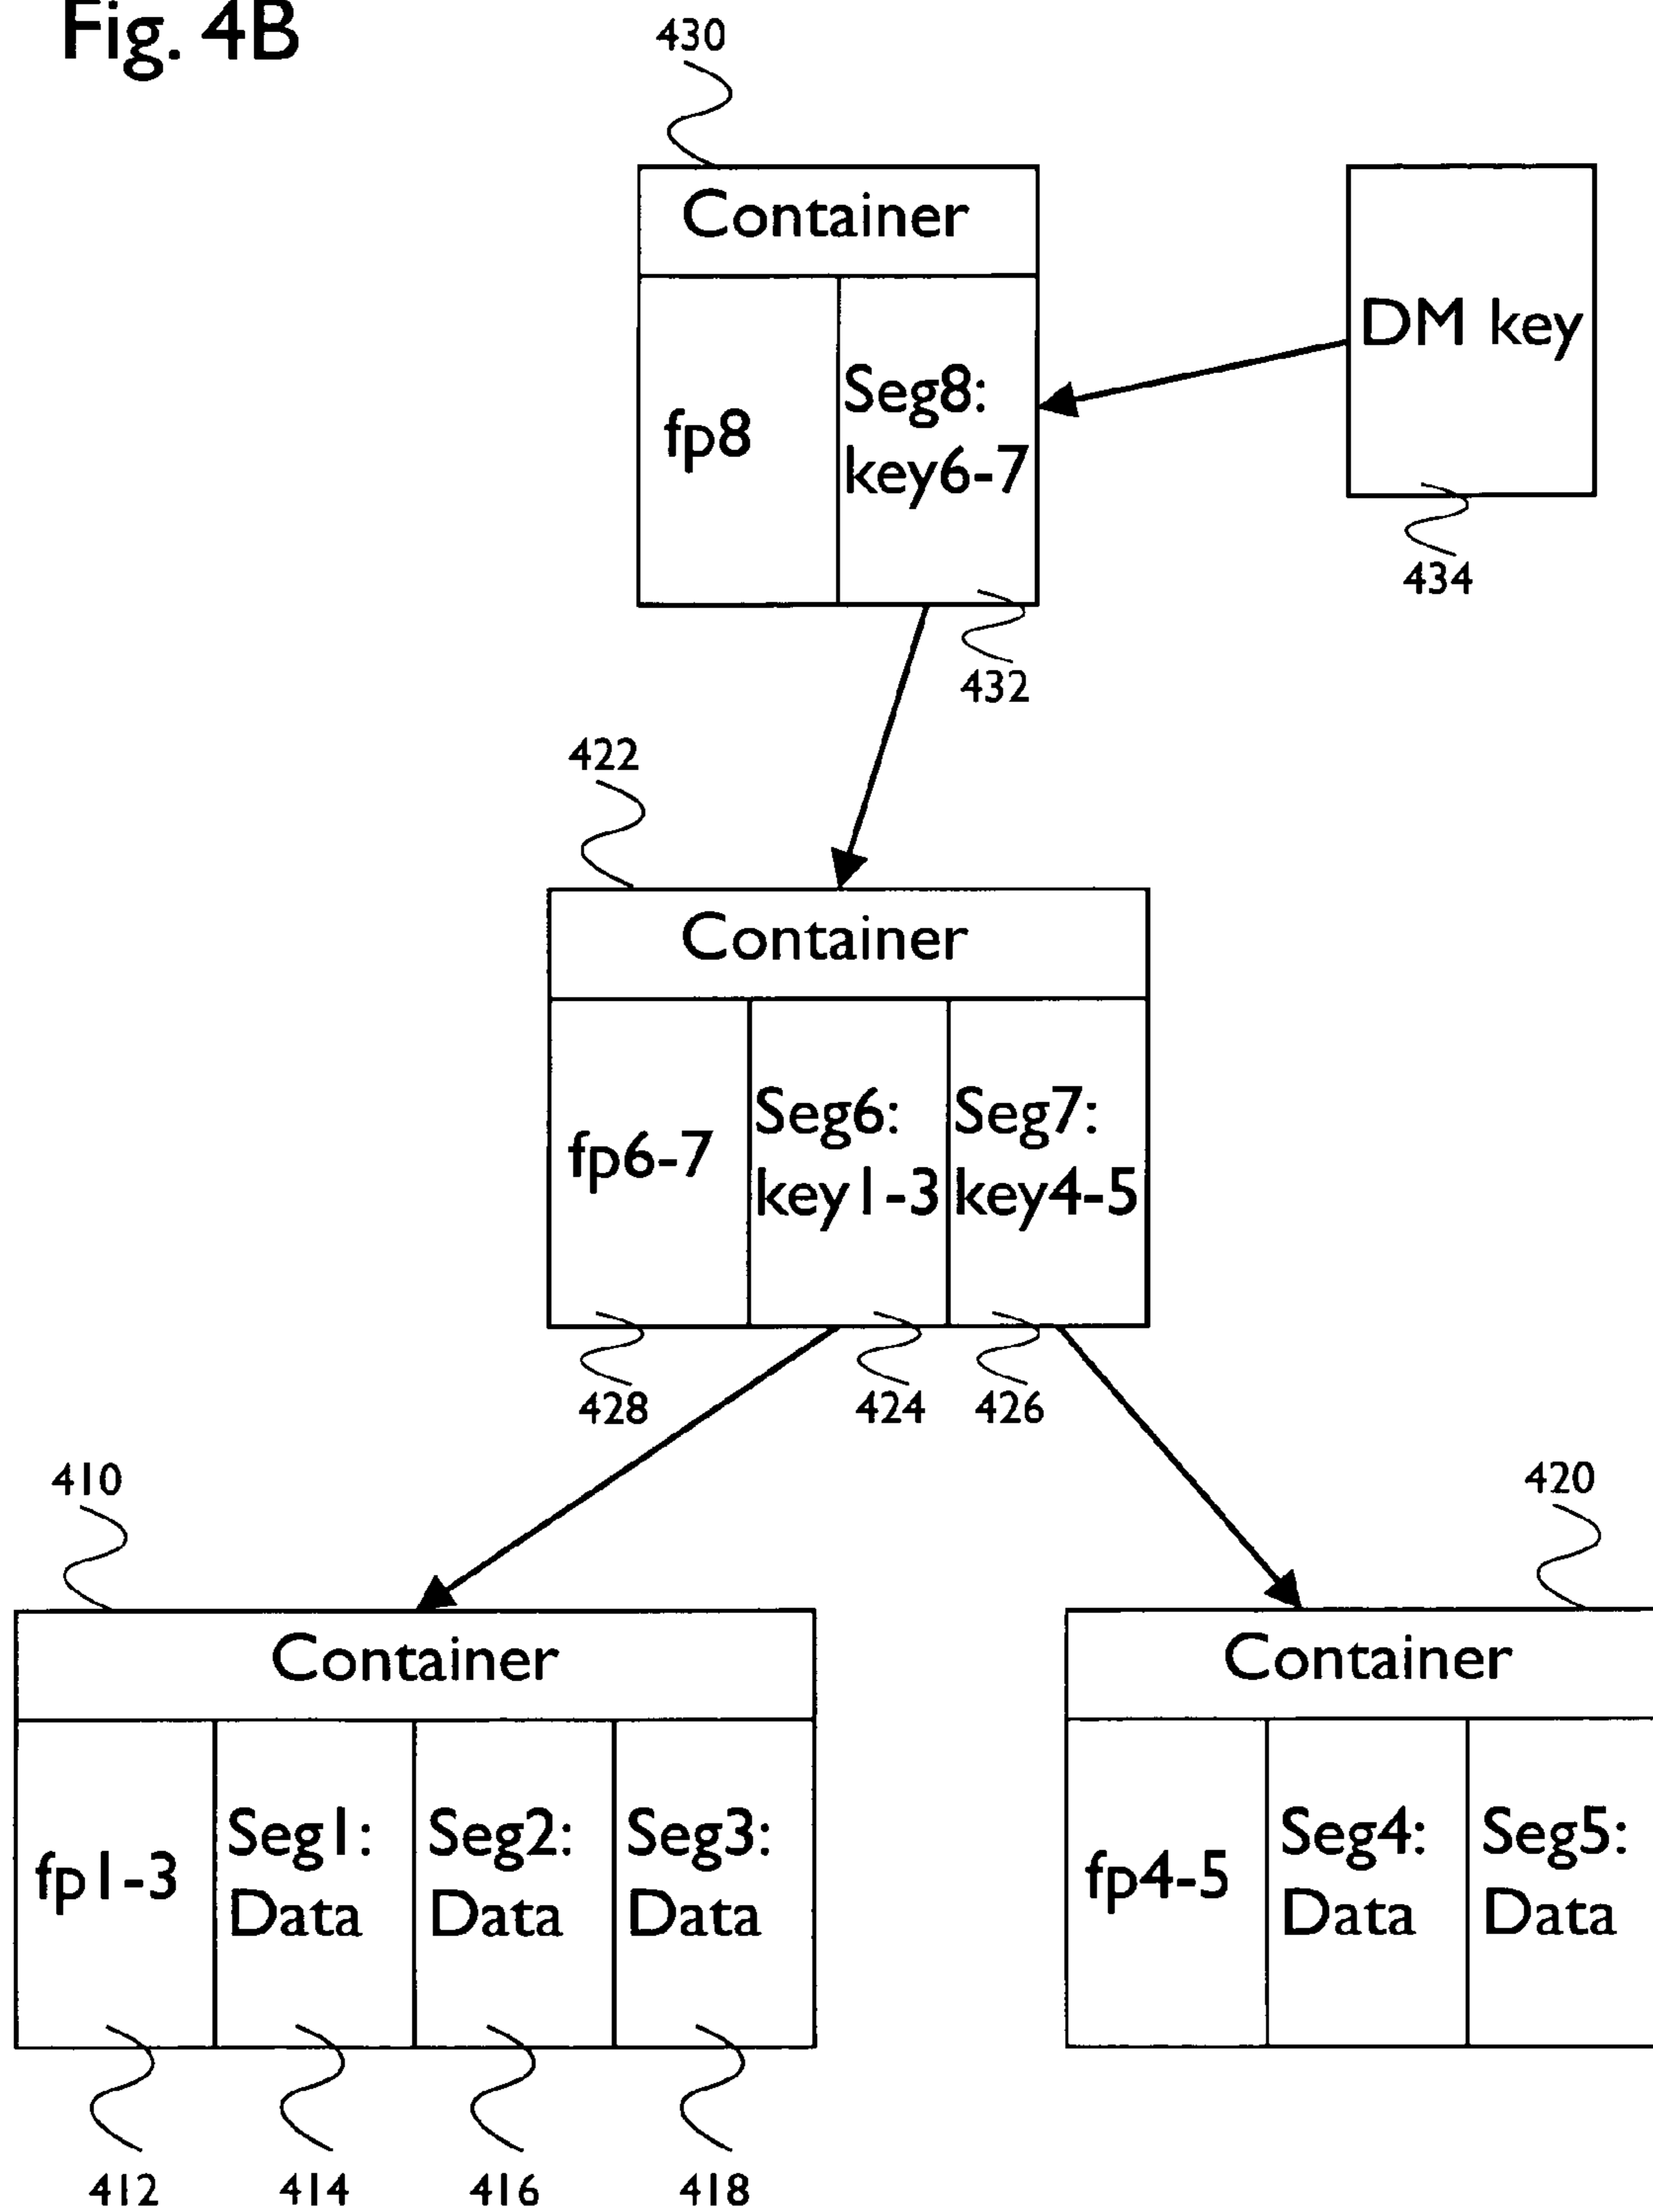 Fig. 4B
430
Container
fp8
Seg8:
key6-7
DM key
434
432
422
Container
fp6-7
Seg6:
key1-3
Seg7:
key4-5
428
424
426
410
420
Container
fp1-3
Seg1:
Data
Seg2:
Data
Seg3:
Data
Container
fp4-5
Seg4:
Data
Seg5:
Data
412
414
416
418